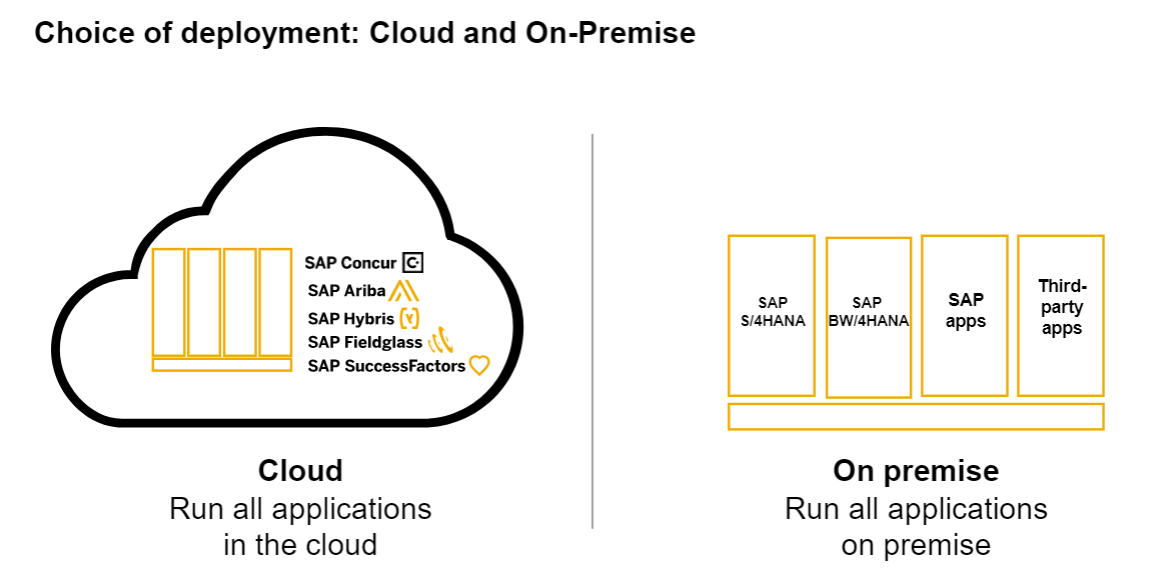 Choice of deployment: Cloud and On-Premise
SAP Concur
SAP Ariba
SAP Hybris
SAP Fieldglass
SAP SuccessFactors
Cloud
Run all applications
in the cloud
SAP
S/4HANA
SAP
BW/4HANA
SAP
apps
Third-
party
apps
On premise
Run all applications
on premise